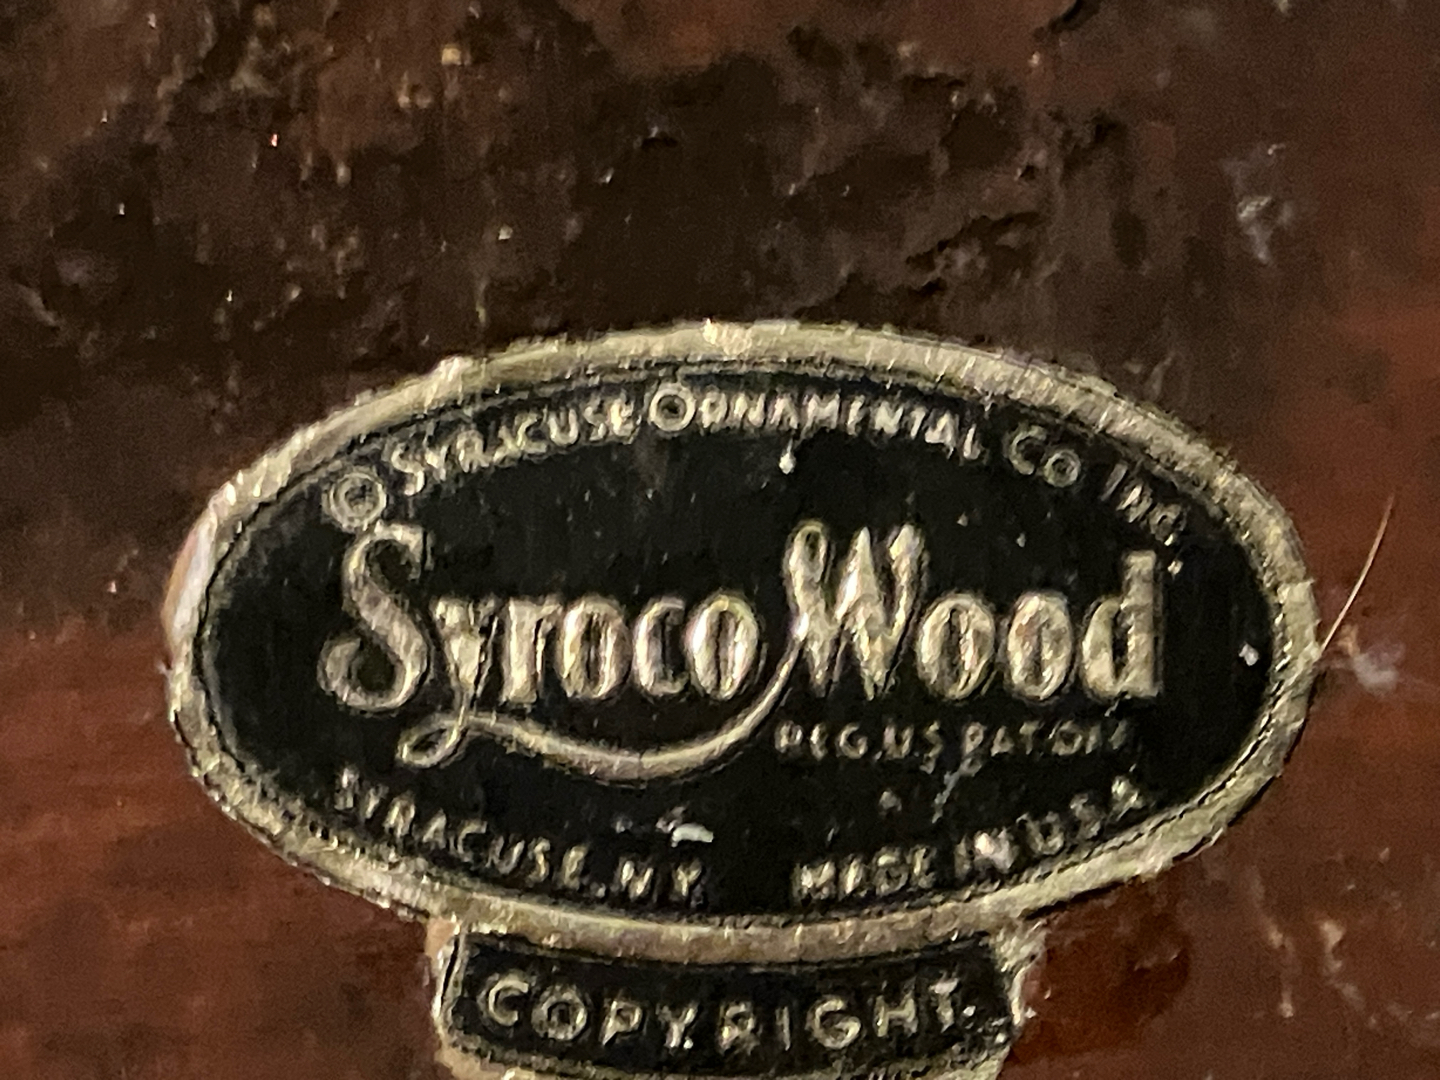 © SYRACUSE ORNAMENTAL CO INC.
Syroco Wood
REG.U.S. PAT.OFF.
SYRACUSE, N.Y. MADE IN U.S.A.
COPYRIGHT.